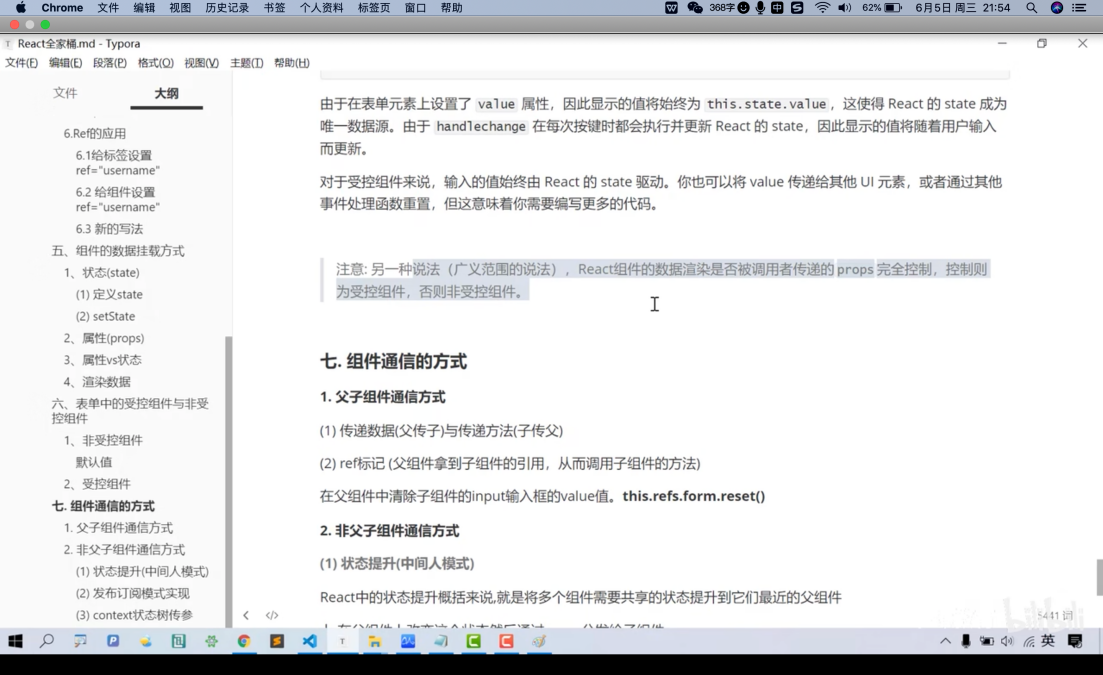 Chrome 文件 编辑 视图 历史记录 书签 个人资料 标签页 窗口 帮助 368字 中 62% 6月5日 周三 21:54
React全家桶.md - Typora
文件(F) 编辑(E) 段落(P) 格式(O) 视图(V) 主题(T) 帮助(H)
文件 大纲
6.Ref的应用
6.1给标签设置
ref="username"
6.2 给组件设置
ref="username"
6.3 新的写法
五、组件的数据挂载方式
1、状态(state)
(1) 定义state
(2) setState
2、属性(props)
3、属性vs状态
4、渲染数据
六、表单中的受控组件与非受
控组件
1、非受控组件
默认值
2、受控组件
七. 组件通信的方式
1. 父子组件通信方式
2. 非父子组件通信方式
(1) 状态提升(中间人模式)
(2) 发布订阅模式实现
(3) context状态树传参
由于在表单元素上设置了 value 属性，因此显示的值将始终为 this.state.value，这使得 React 的 state 成为
唯一数据源。由于 handlechange 在每次按键时都会执行并更新 React 的 state，因此显示的值将随着用户输入
而更新。
对于受控组件来说，输入的值始终由 React 的 state 驱动。你也可以将 value 传递给其他 UI 元素，或者通过其他
事件处理函数重置，但这意味着你需要编写更多的代码。
注意: 另一种说法（广义范围的说法），React组件的数据渲染是否被调用者传递的 props 完全控制，控制则
为受控组件，否则非受控组件。
七. 组件通信的方式
1. 父子组件通信方式
(1) 传递数据(父传子)与传递方法(子传父)
(2) ref标记 (父组件拿到子组件的引用，从而调用子组件的方法)
在父组件中清除子组件的input输入框的value值。this.refs.form.reset()
2. 非父子组件通信方式
(1) 状态提升(中间人模式)
React中的状态提升概括来说,就是将多个组件需要共享的状态提升到它们最近的父组件
5441 词
bilibili
英